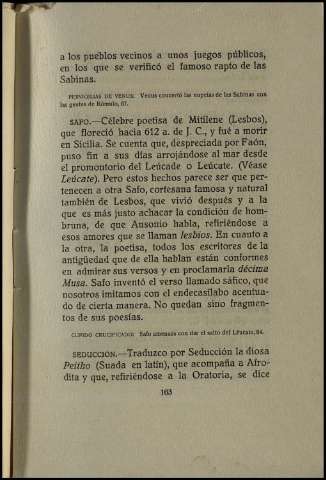 a los pueblos vecinos a unos juegos públicos,
en los que se verificó el famoso rapto de las
Sabinas.
PERVIGILIAS DE VENUS. Venus concertó las nupcias de las Sabinas con
las gentes de Rómulo, 67.
SAFO.—Célebre poetisa de Mitilene (Lesbos),
que floreció hacia 612 a. de J. C., y fué a morir
en Sicilia. Se cuenta que, despreciada por Faón,
puso fin a sus días arrojándose al mar desde
el promontorio del Leúcade o Leúcate. (Véase
Leúcate). Pero estos hechos parece ser que per-
tenecen a otra Safo, cortesana famosa y natural
también de Lesbos, que vivió después y a la
que es más justo achacar la condición de hom-
bruna, de que Ausonio habla, refiriéndose a
esos amores que se llaman lesbios. En cuanto a
la otra, la poetisa, todos los escritores de la
antigüedad que de ella hablan están conformes
en admirar sus versos y en proclamarla décima
Musa. Safo inventó el verso llamado sáfico, que
nosotros imitamos con el endecasílabo acentua-
do de cierta manera. No quedan sino fragmen-
tos de sus poesías.
CUPIDO CRUCIFICADO. Safo amenaza con dar el salto del Léucate, 84.
SEDUCCIÓN.—Traduzco por Seducción la diosa
Peitho (Suada en latín), que acompaña a Afro-
dita y que, refiriéndose a la Oratoria, se dice
163